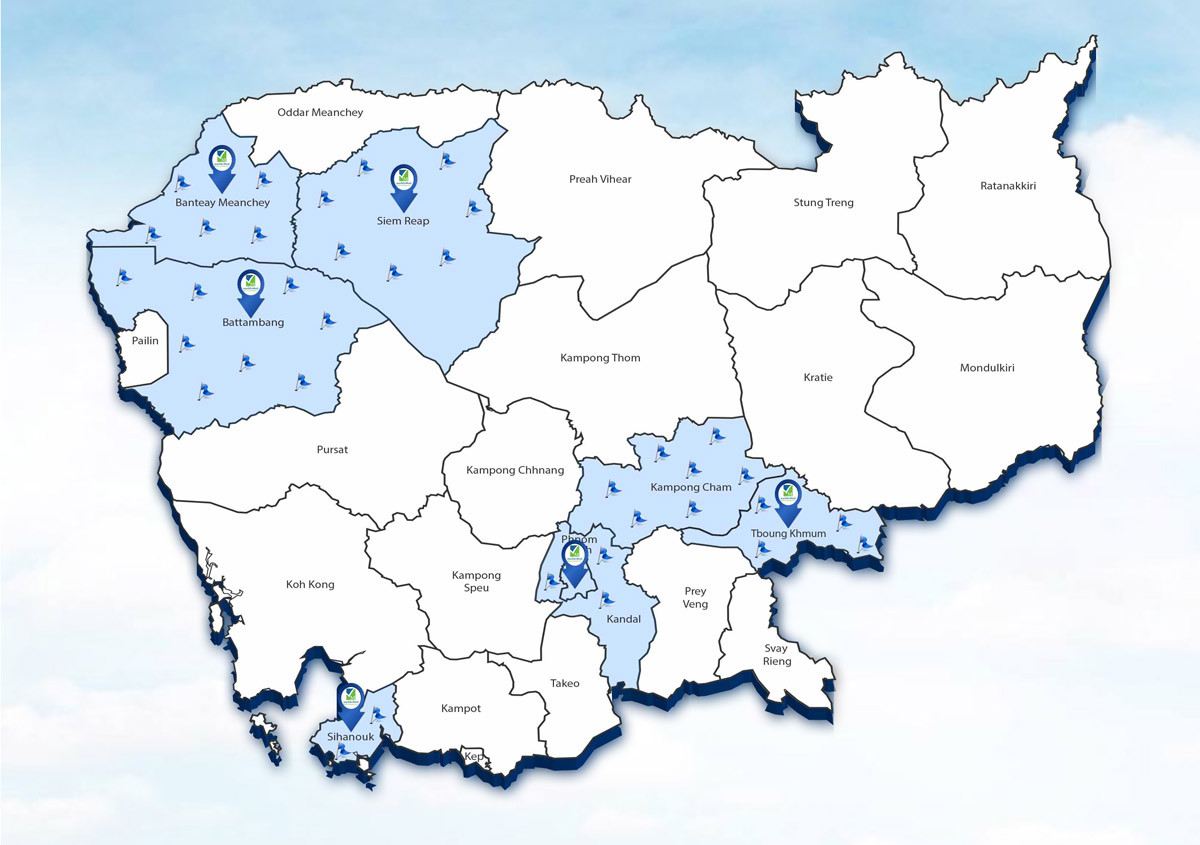 Oddar Meanchey
Banteay Meanchey
Siem Reap
Preah Vihear
Stung Treng
Ratanakkiri
Battambang
Pailin
Kampong Thom
Kratie
Mondulkiri
Pursat
Kampong Chhnang
Kampong Cham
Tboung Khmum
Phnom
Koh Kong
Kampong
Speu
Kandal
Prey
Veng
Svay
Rieng
Takeo
Kampot
Sihanouk
Kep